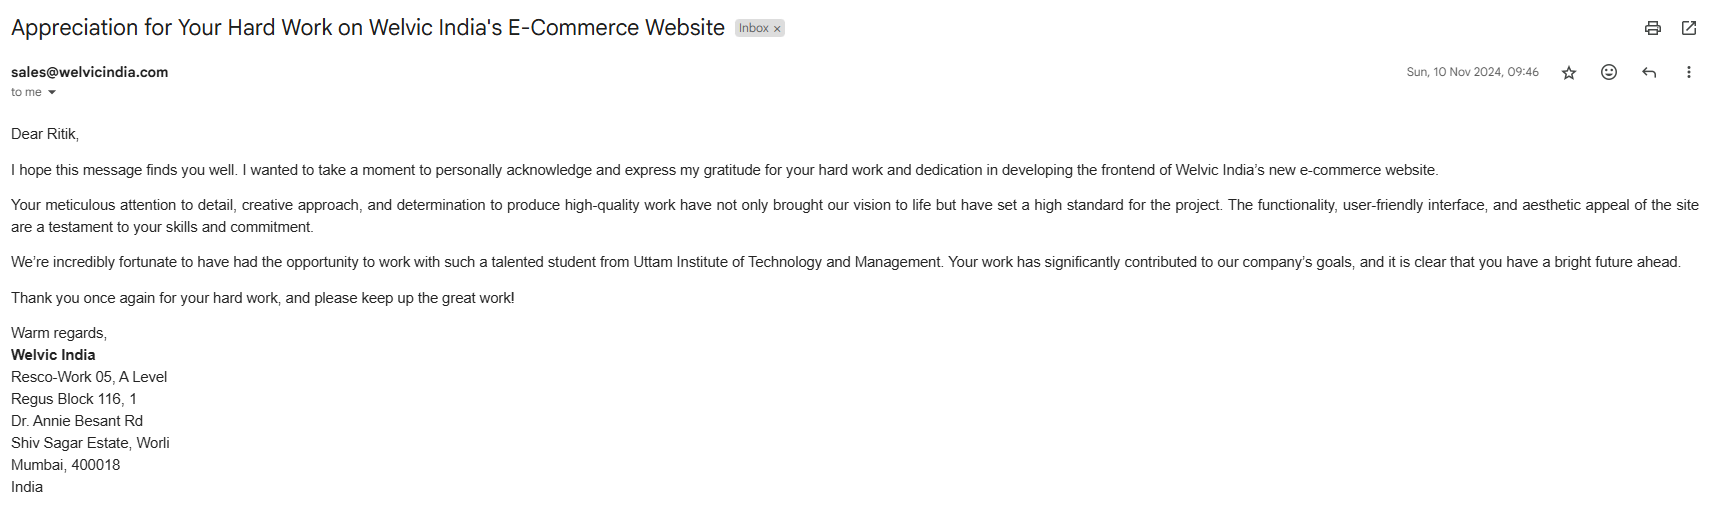 Appreciation for Your Hard Work on Welvic India's E-Commerce Website Inbox ×
sales@welvicindia.com Sun, 10 Nov 2024, 09:46
to me
Dear Ritik,
I hope this message finds you well. I wanted to take a moment to personally acknowledge and express my gratitude for your hard work and dedication in developing the frontend of Welvic India’s new e-commerce website.
Your meticulous attention to detail, creative approach, and determination to produce high-quality work have not only brought our vision to life but have set a high standard for the project. The functionality, user-friendly interface, and aesthetic appeal of the site
are a testament to your skills and commitment.
We’re incredibly fortunate to have had the opportunity to work with such a talented student from Uttam Institute of Technology and Management. Your work has significantly contributed to our company’s goals, and it is clear that you have a bright future ahead.
Thank you once again for your hard work, and please keep up the great work!
Warm regards,
Welvic India
Resco-Work 05, A Level
Regus Block 116, 1
Dr. Annie Besant Rd
Shiv Sagar Estate, Worli
Mumbai, 400018
India